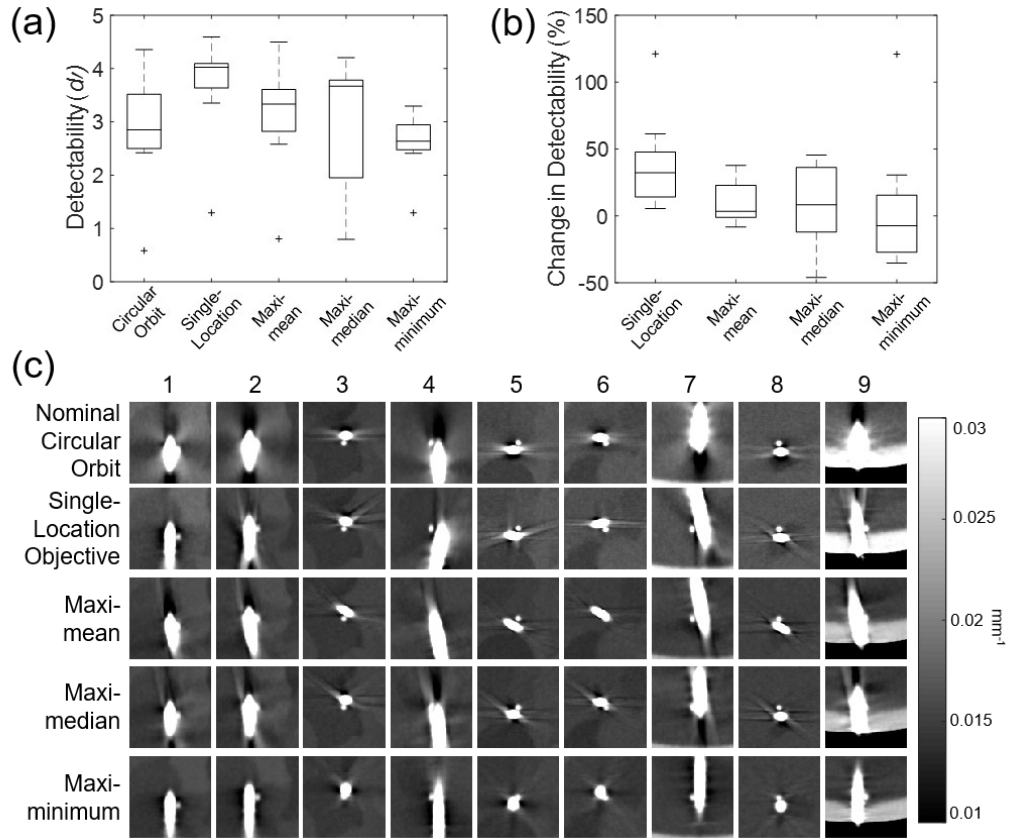 (a)
5
4
3
2
1
0
Detectability (d′)
Circular
Orbit
Single-
Location
Maxi-
mean
Maxi-
median
Maxi-
minimum
(b)
150
100
50
0
-50
Change in Detectability (%)
Single-
Location
Maxi-
mean
Maxi-
median
Maxi-
minimum
(c)
1 2 3 4 5 6 7 8 9
Nominal
Circular
Orbit
Single-
Location
Objective
Maxi-
mean
Maxi-
median
Maxi-
minimum
0.03
0.025
0.02
0.015
0.01
mm-1